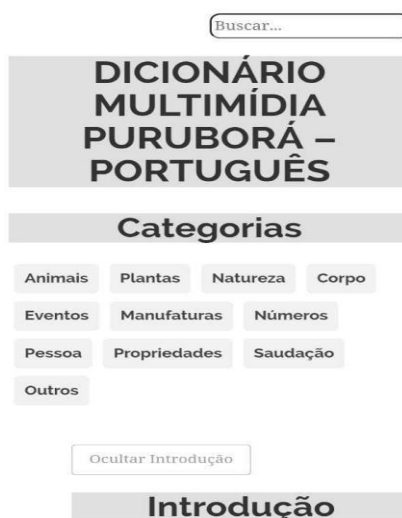 Buscar...
DICIONÁRIO
MULTIMÍDIA
PURUBORÁ –
PORTUGUÊS
Categorias
Animais Plantas Natureza Corpo
Eventos Manufaturas Números
Pessoa Propriedades Saudação
Outros
Ocultar Introdução
Introdução